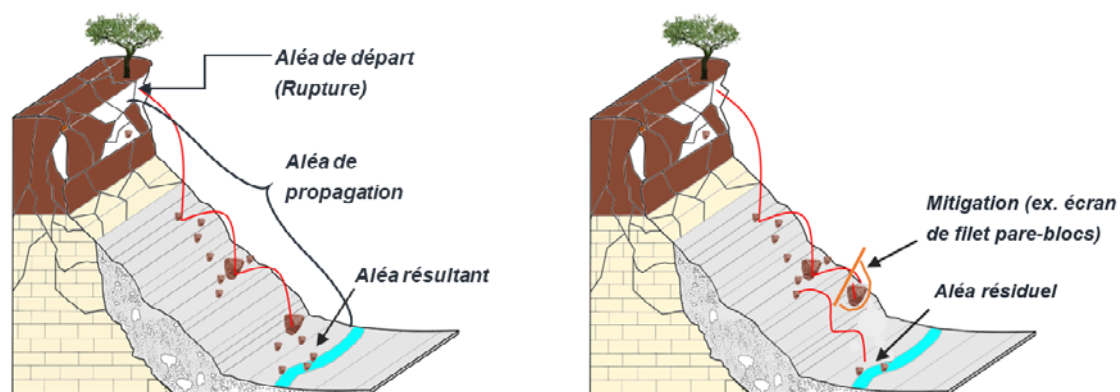 Aléa de départ
(Rupture)
Aléa de
propagation
Aléa résultant
Mitigation (ex. écran
de filet pare-blocs)
Aléa résiduel